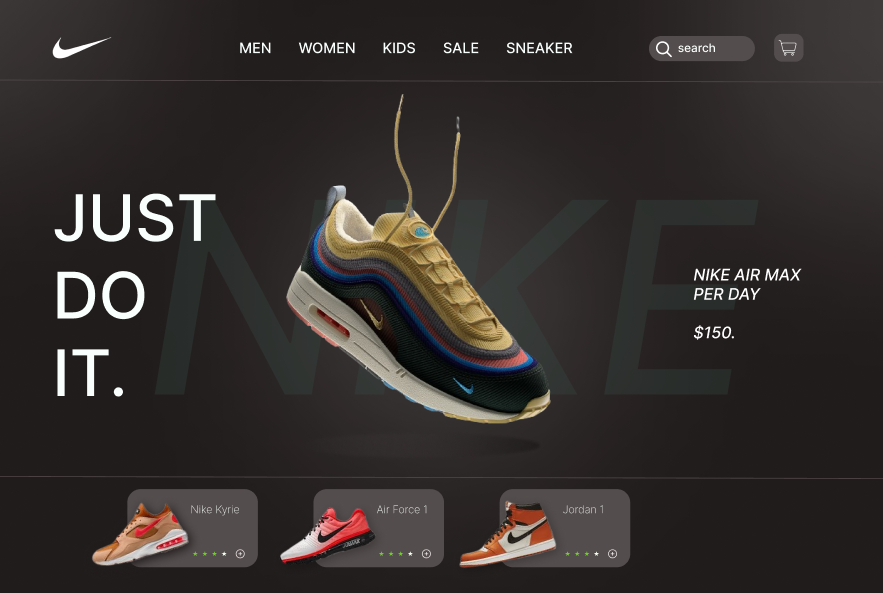 MEN WOMEN KIDS SALE SNEAKER search
JUST
DO
IT.
NIKE
NIKE AIR MAX
PER DAY
$150.
Nike Kyrie
Air Force 1
Jordan 1